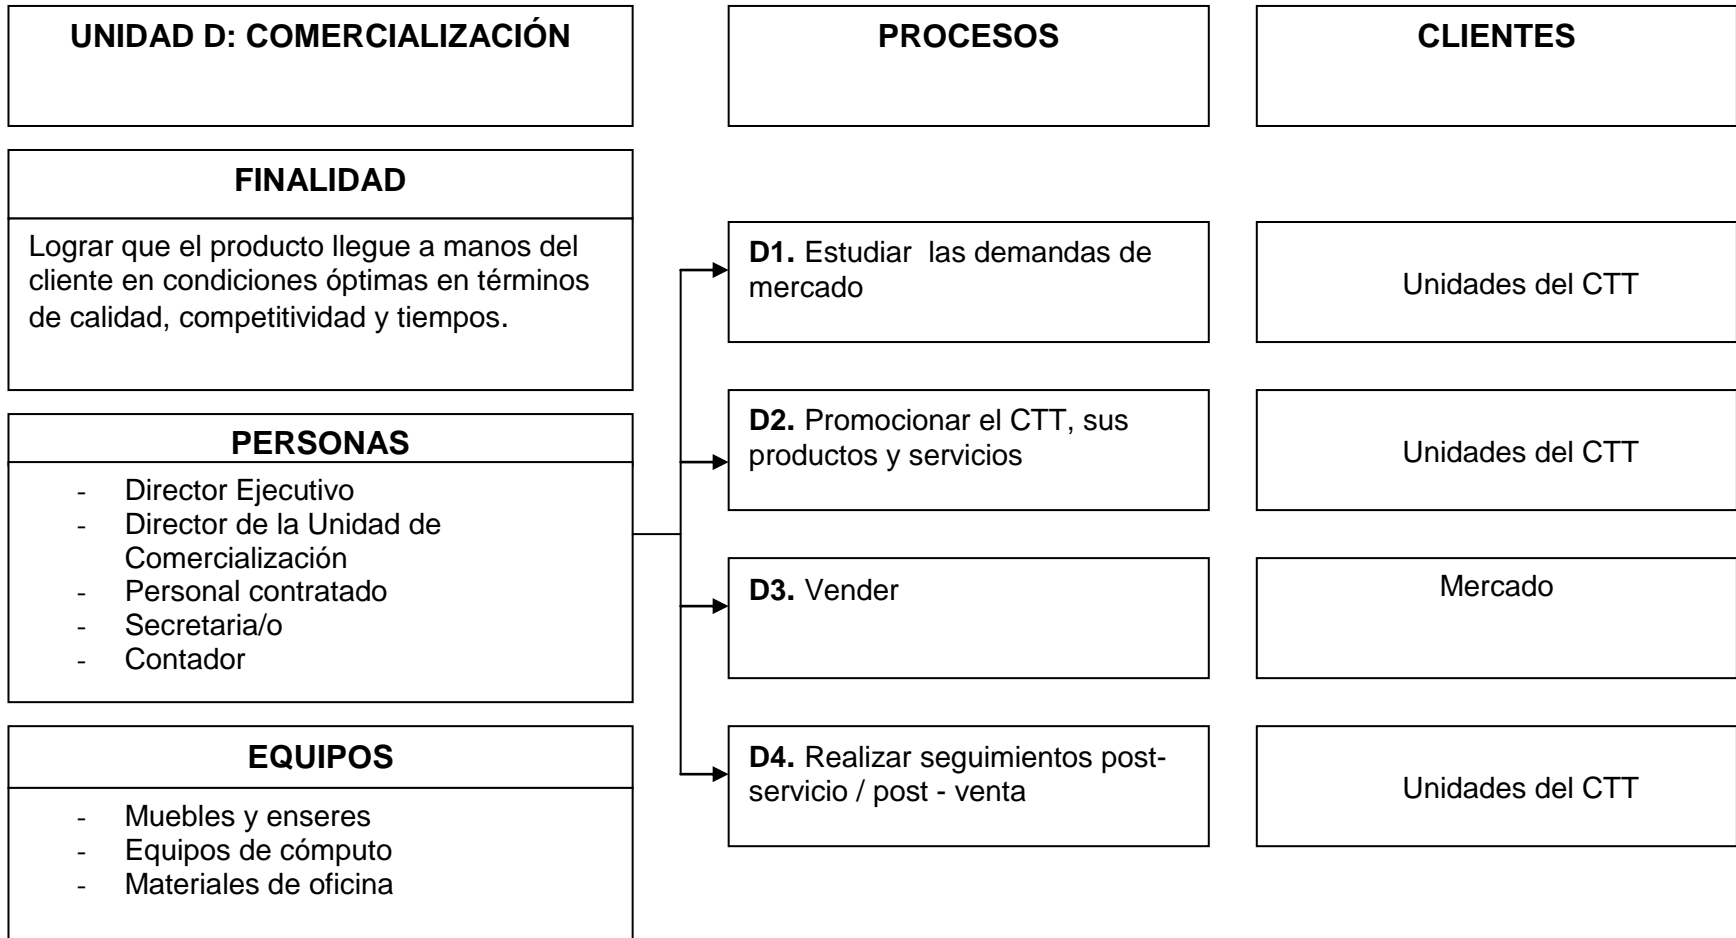 UNIDAD D: COMERCIALIZACIÓN
PROCESOS
CLIENTES
FINALIDAD
Lograr que el producto llegue a manos del
cliente en condiciones óptimas en términos
de calidad, competitividad y tiempos.
PERSONAS
- Director Ejecutivo
- Director de la Unidad de
Comercialización
- Personal contratado
- Secretaria/o
- Contador
EQUIPOS
- Muebles y enseres
- Equipos de cómputo
- Materiales de oficina
D1. Estudiar  las demandas de
mercado
Unidades del CTT
D2. Promocionar el CTT, sus
productos y servicios
Unidades del CTT
D3. Vender
Mercado
D4. Realizar seguimientos post-
servicio / post - venta
Unidades del CTT